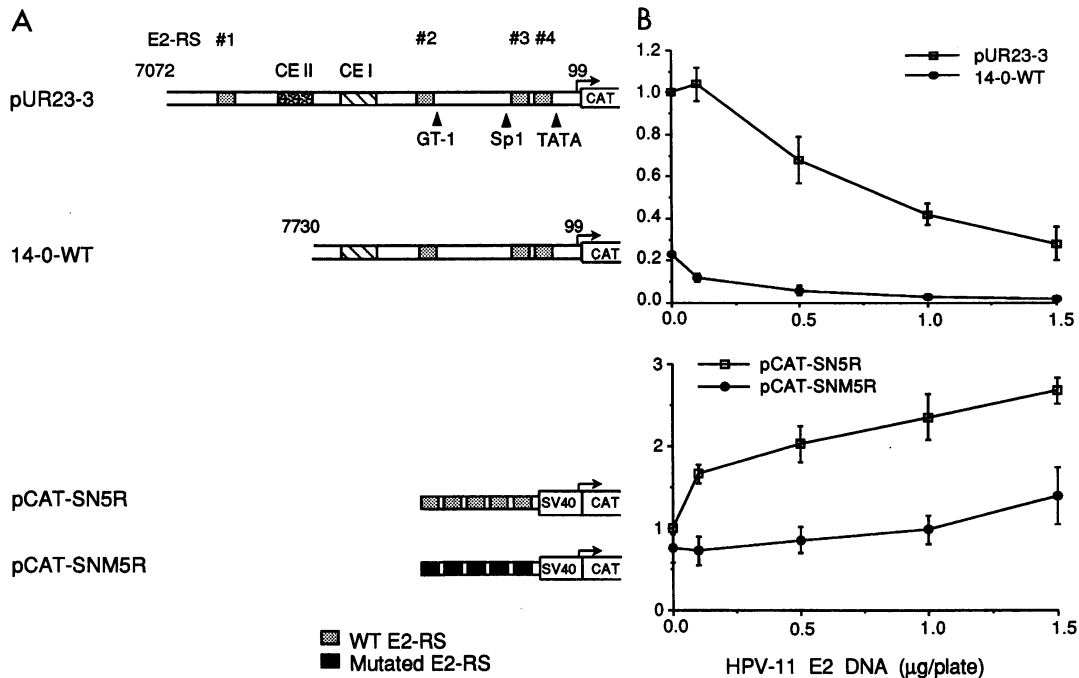 A
E2-RS #1 #2 #3 #4
7072 CE II CE I 99
pUR23-3 CAT
GT-1 Sp1 TATA
7730 99
14-0-WT CAT
pCAT-SN5R SV40 CAT
pCAT-SNM5R SV40 CAT
WT E2-RS
Mutated E2-RS
B
pUR23-3
14-0-WT
1.2
1.0
0.8
0.6
0.4
0.2
0.0
0.0 0.5 1.0 1.5
pCAT-SN5R
pCAT-SNM5R
3
2
1
0
0.0 0.5 1.0 1.5
HPV-11 E2 DNA (µg/plate)